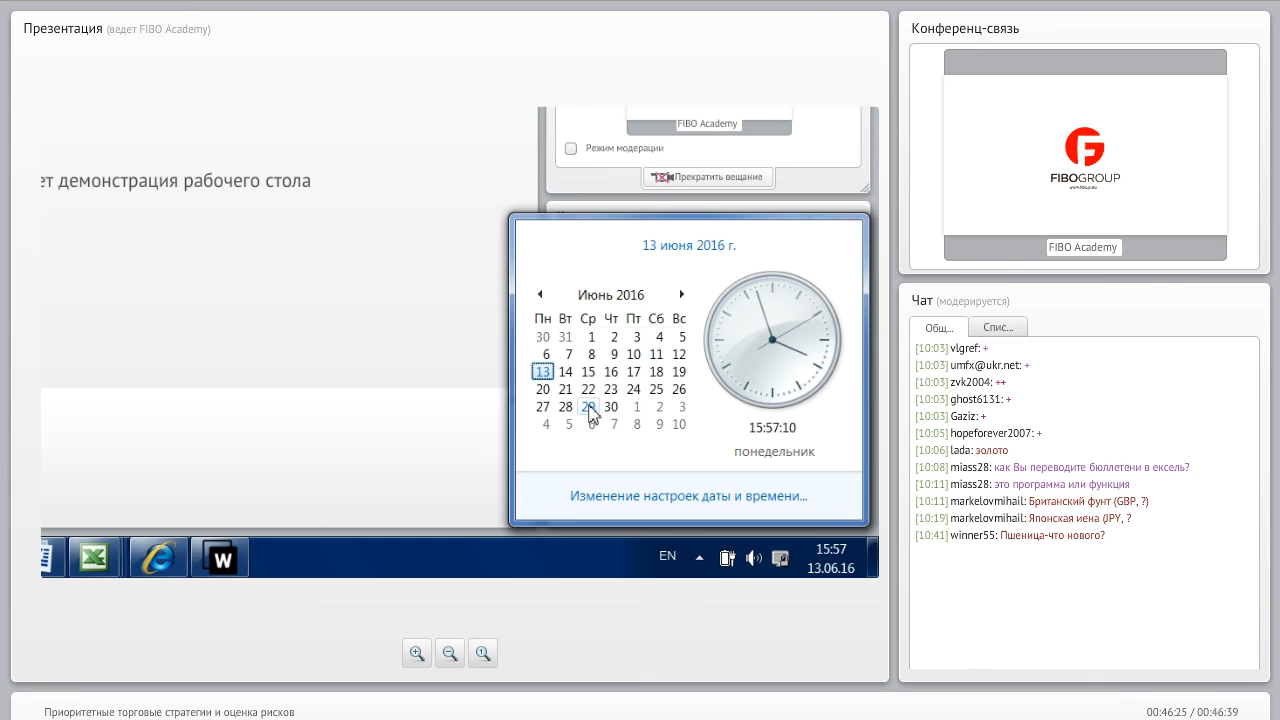 Презентация (ведет FIBO Academy)
ет демонстрация рабочего стола
FIBO Academy
Режим модерации
Прекратить вещание
13 июня 2016 г.
Июнь 2016
Пн Вт Ср Чт Пт Сб Вс
30 31 1 2 3 4 5
6 7 8 9 10 11 12
13 14 15 16 17 18 19
20 21 22 23 24 25 26
27 28 29 30 1 2 3
4 5 6 7 8 9 10
15:57:10
понедельник
Изменение настроек даты и времени...
W
EN
15:57
13.06.16
Конференц-связь
FIBOGROUP
FIBO Academy
Чат (модерируется)
Общ... Спис...
[10:03] vlgref: +
[10:03] umfx@ukr.net: +
[10:03] zvk2004: ++
[10:03] ghost6131: +
[10:03] Gaziz: +
[10:05] hopeforever2007: +
[10:06] lada: золото
[10:08] miass28: как Вы переводите бюллетени в ексель?
[10:11] miass28: это программа или функция
[10:11] markelovmihail: Британский фунт (GBP, ?)
[10:19] markelovmihail: Японская иена (JPY, ?
[10:41] winner55: Пшеница-что нового?
Приоритетные торговые стратегии и оценка рисков
00:46:25 / 00:46:39